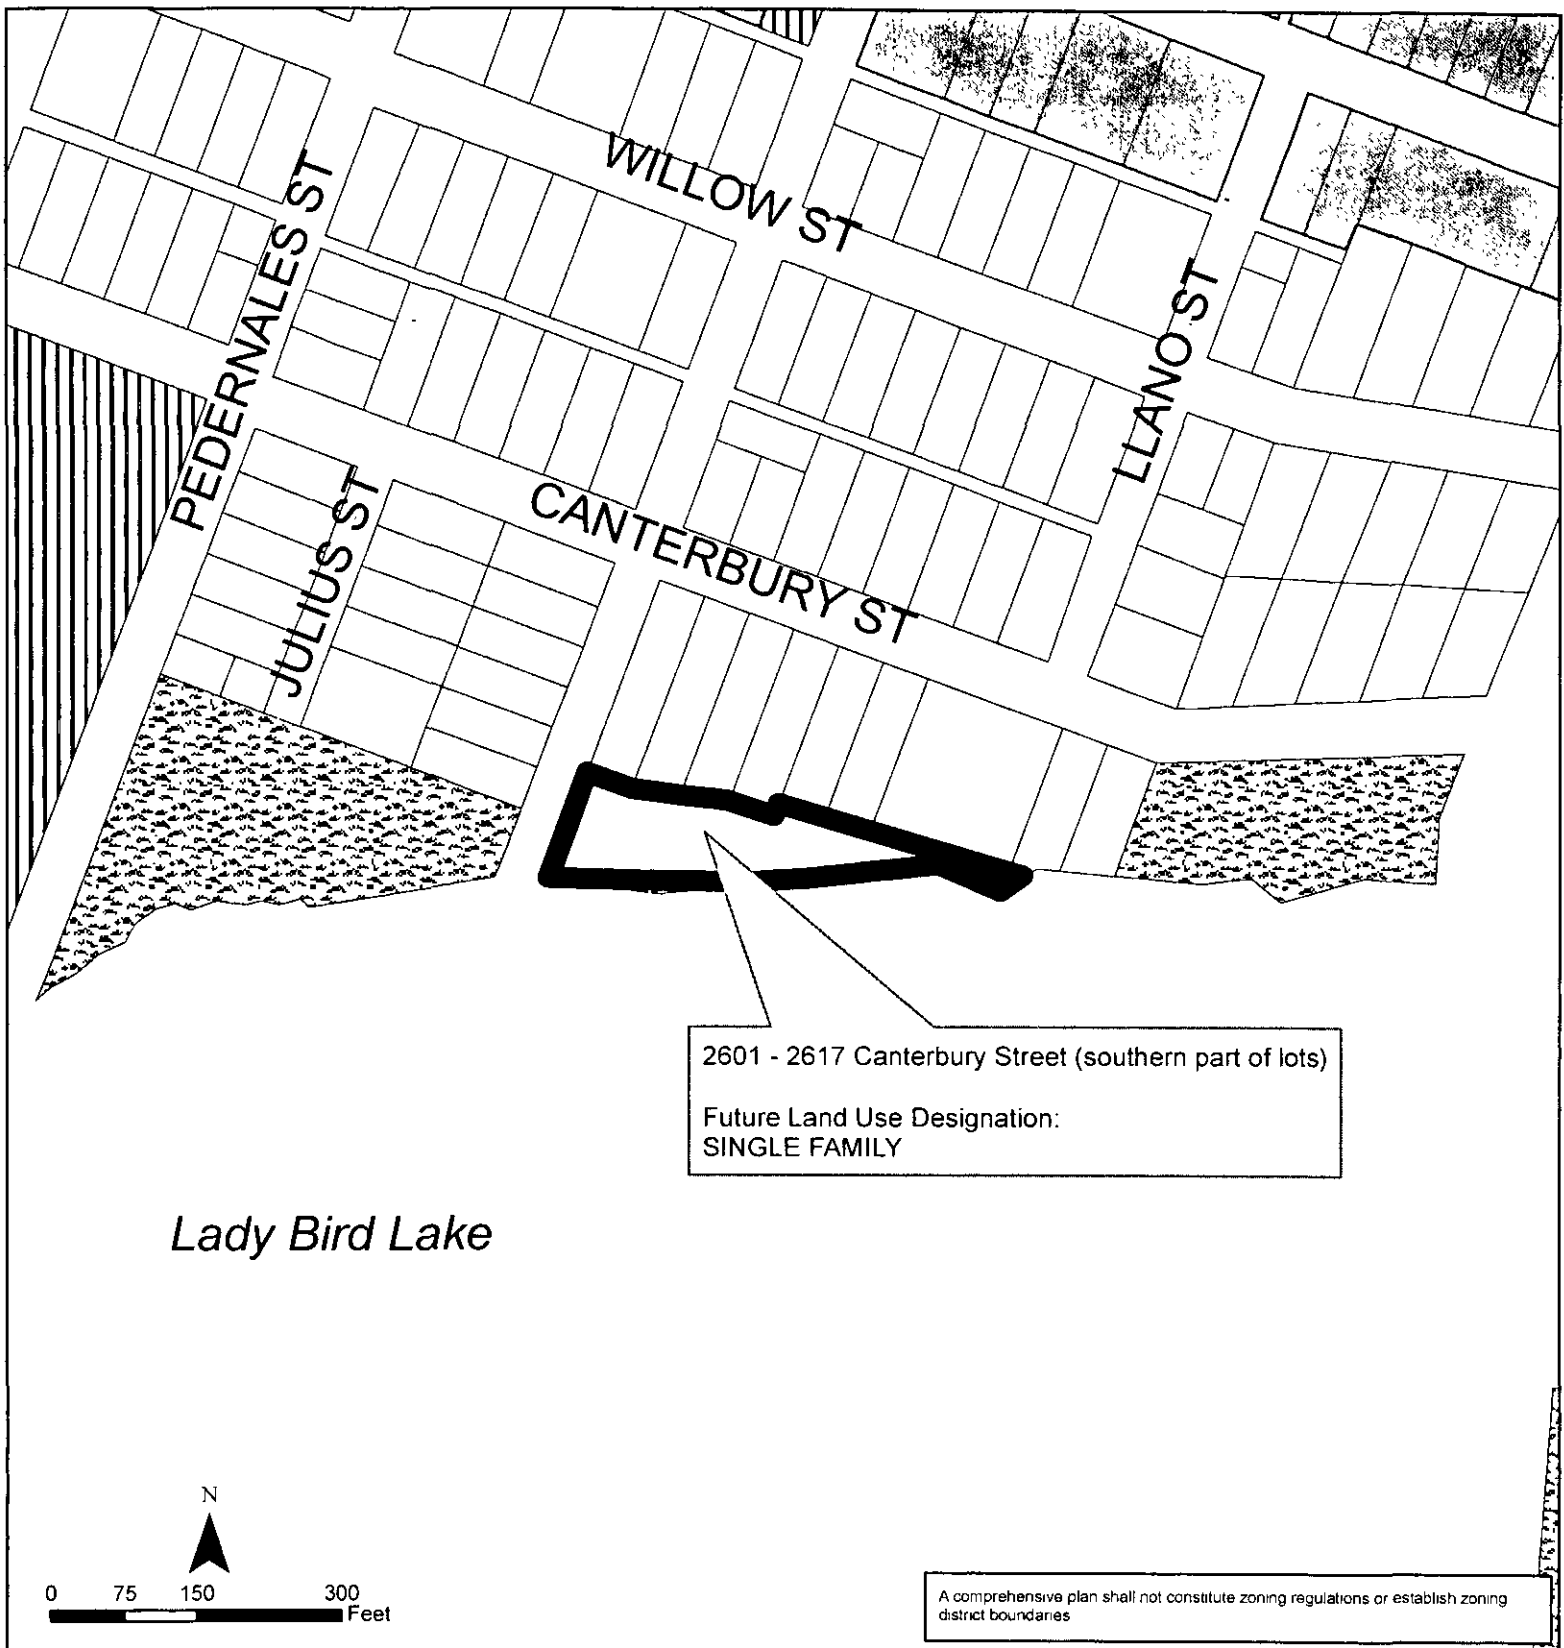 WILLOW ST
PEDERNALES ST
LLANO ST
JULIUS ST
CANTERBURY ST
2601 - 2617 Canterbury Street (southern part of lots)
Future Land Use Designation:
SINGLE FAMILY
Lady Bird Lake
N
0 75 150 300
Feet
A comprehensive plan shall not constitute zoning regulations or establish zoning
district boundaries